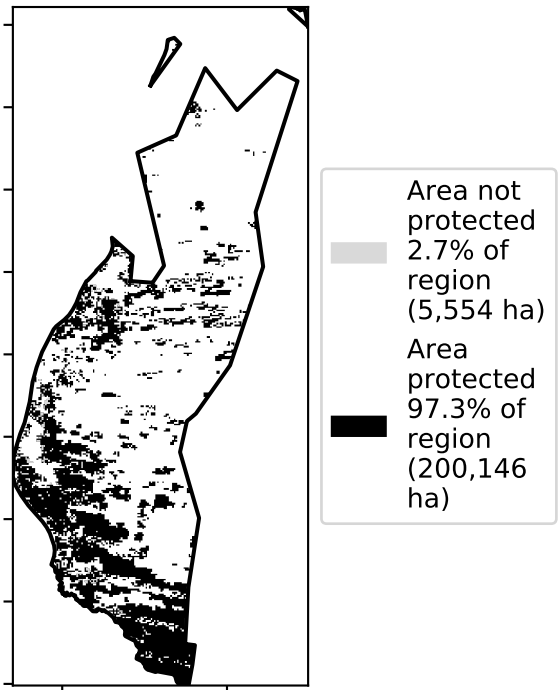 Area not
protected
2.7% of
region
(5,554 ha)
Area
protected
97.3% of
region
(200,146
ha)